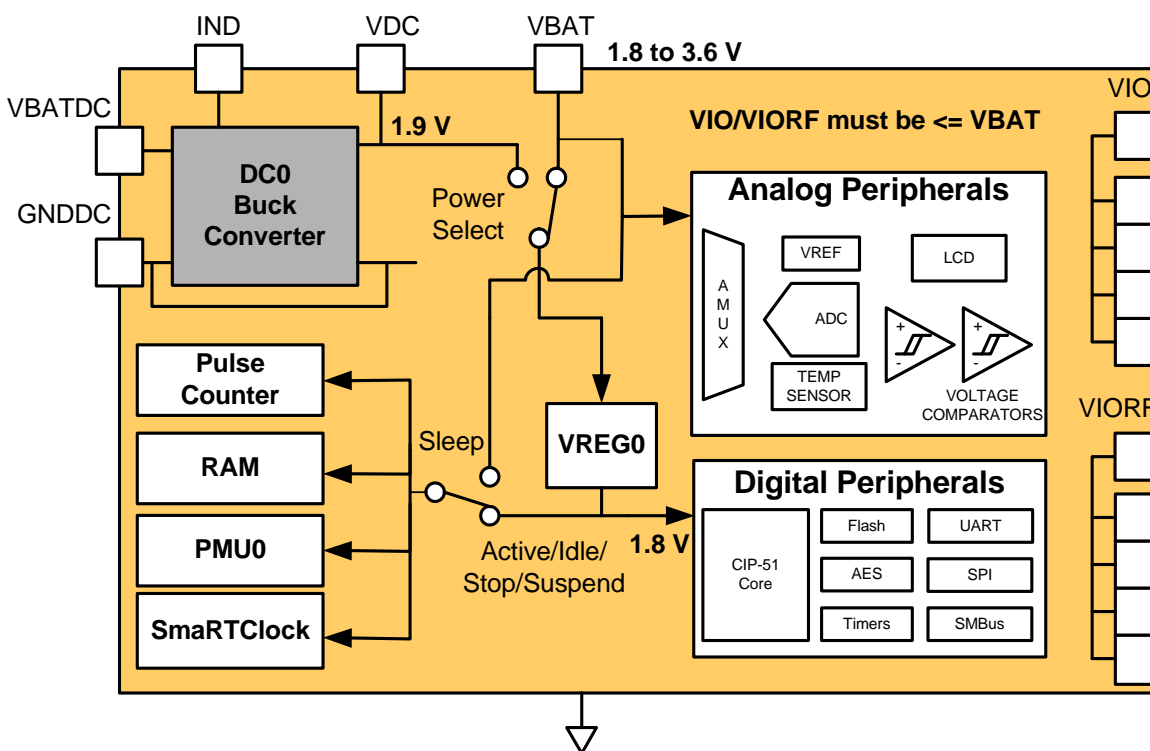 IND
VDC
VBAT
1.8 to 3.6 V
VIO
VBATDC
1.9 V
VIO/VIORF must be <= VBAT
DC0
Buck
Converter
GNDDC
Power
Select
Analog Peripherals
VREF
LCD
A
M
U
X
ADC
+
-
+
-
TEMP
SENSOR
VOLTAGE
COMPARATORS
Pulse
Counter
VIORF
Sleep
VREG0
RAM
Digital Peripherals
PMU0
Active/Idle/
Stop/Suspend
1.8 V
CIP-51
Core
Flash
UART
AES
SPI
Timers
SMBus
SmaRTClock